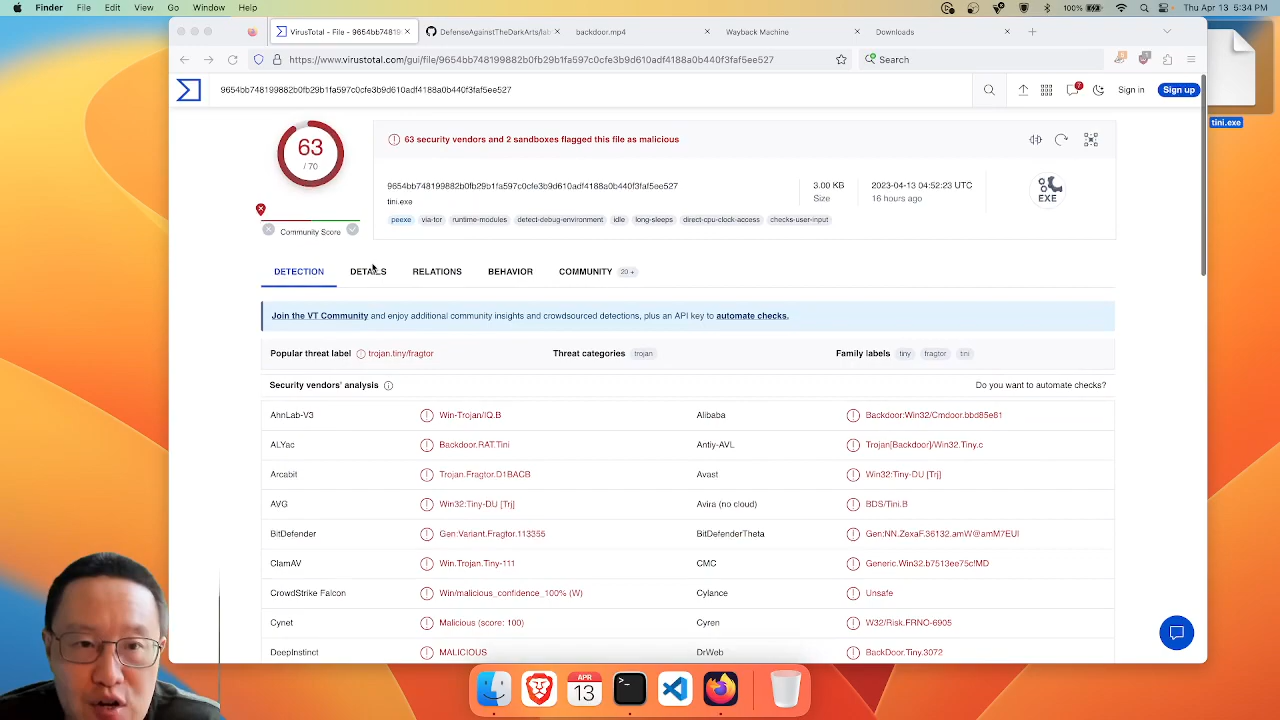 Finder File Edit View Go Window Help
100% Thu Apr 13 5:34 PM
VirusTotal - File - 9654bb74819
DefenseAgainstTheDarkArts/lab
backdoor.mp4
Wayback Machine
Downloads
https://www.virustotal.com/gui/file/9654bb748199882b0fb29b1fa597c0cfe3b9d610adf4188a0b440f3faf5ee527
Search
9654bb748199882b0fb29b1fa597c0cfe3b9d610adf4188a0b440f3faf5ee527
7
Sign in
Sign up
tini.exe
63
/ 70
Community Score
63 security vendors and 2 sandboxes flagged this file as malicious
9654bb748199882b0fb29b1fa597c0cfe3b9d610adf4188a0b440f3faf5ee527
tini.exe
3.00 KB
Size
2023-04-13 04:52:23 UTC
16 hours ago
EXE
peexe via-tor runtime-modules detect-debug-environment idle long-sleeps direct-cpu-clock-access checks-user-input
DETECTION DETAILS RELATIONS BEHAVIOR COMMUNITY 20 +
Join the VT Community and enjoy additional community insights and crowdsourced detections, plus an API key to automate checks.
Popular threat label trojan.tiny/fragtor Threat categories trojan Family labels tiny fragtor tini
Security vendors' analysis Do you want to automate checks?
AhnLab-V3 Win-Trojan/IQ.B Alibaba Backdoor:Win32/Cmdoor.bbd85e81
ALYac Backdoor.RAT.Tini Antiy-AVL Trojan[Backdoor]/Win32.Tiny.c
Arcabit Trojan.Fragtor.D1BACB Avast Win32:Tiny-DU [Trj]
AVG Win32:Tiny-DU [Trj] Avira (no cloud) BDS/Tini.B
BitDefender Gen:Variant.Fragtor.113355 BitDefenderTheta Gen:NN.ZexaF.36132.amW@amM7EUI
ClamAV Win.Trojan.Tiny-111 CMC Generic.Win32.b7513ee75c!MD
CrowdStrike Falcon Win/malicious_confidence_100% (W) Cylance Unsafe
Cynet Malicious (score: 100) Cyren W32/Risk.FRNO-6905
DeepInstinct MALICIOUS DrWeb BackDoor.Tiny.3072
APR
13